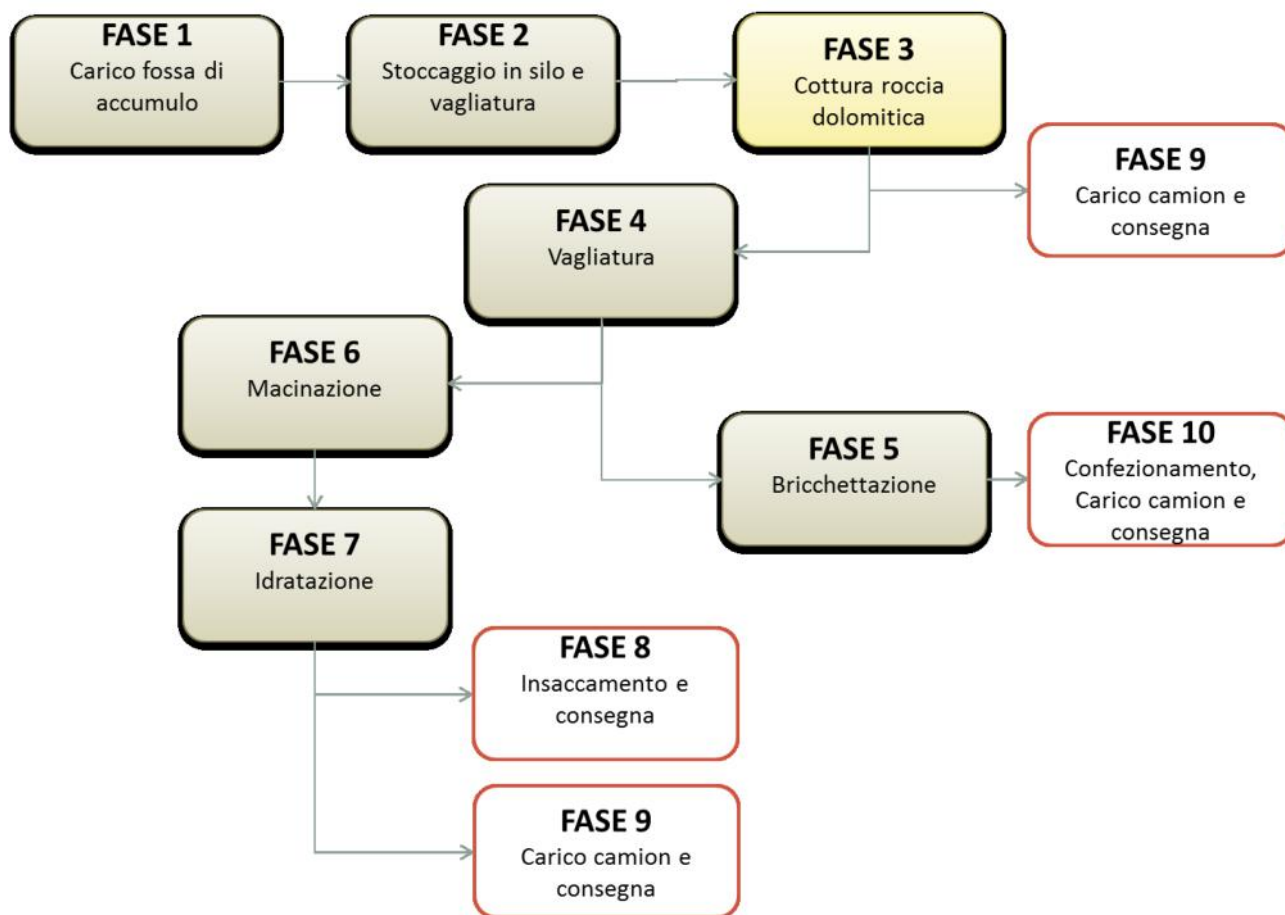 FASE 1
Carico fossa di
accumulo
FASE 2
Stoccaggio in silo e
vagliatura
FASE 3
Cottura roccia
dolomitica
FASE 9
Carico camion e
consegna
FASE 4
Vagliatura
FASE 6
Macinazione
FASE 5
Bricchettazione
FASE 10
Confezionamento,
Carico camion e
consegna
FASE 7
Idratazione
FASE 8
Insaccamento e
consegna
FASE 9
Carico camion e
consegna